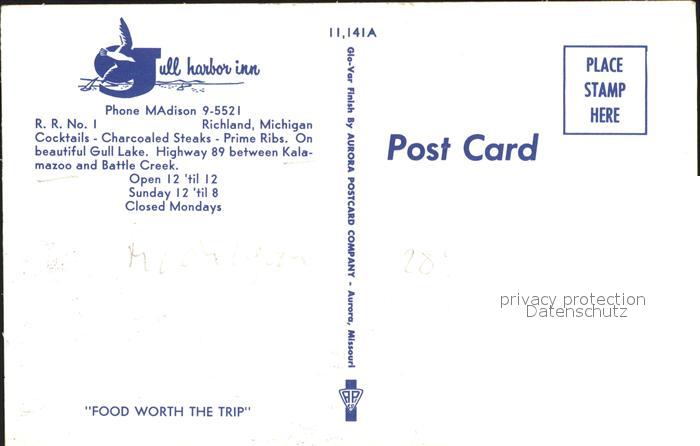 Gull harbor inn
Phone MAdison 9-5521
R. R. No. 1 Richland, Michigan
Cocktails - Charcoaled Steaks - Prime Ribs. On
beautiful Gull Lake. Highway 89 between Kala-
mazoo and Battle Creek.
Open 12 'til 12
Sunday 12 'til 8
Closed Mondays
Michigan
"FOOD WORTH THE TRIP"
11,141A
Glo-Var Finish By AURORA POSTCARD COMPANY - Aurora, Missouri
Post Card
PLACE
STAMP
HERE
20
privacy protection
Datenschutz